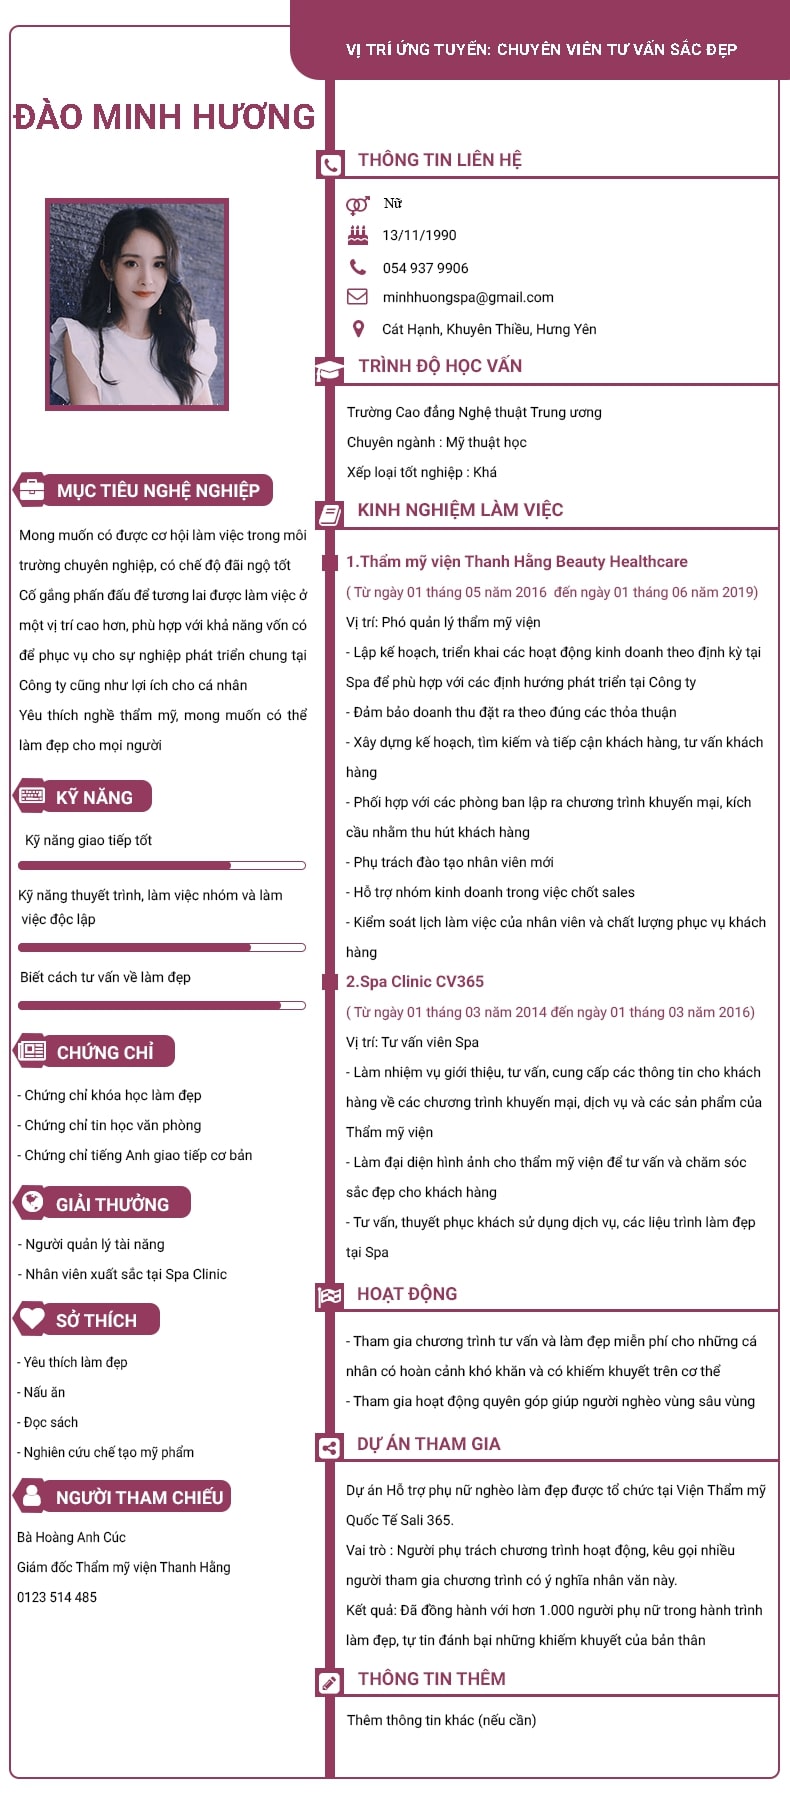 VỊ TRÍ ỨNG TUYỂN: CHUYÊN VIÊN TƯ VẤN SẮC ĐẸP
ĐÀO MINH HƯƠNG
MỤC TIÊU NGHỀ NGHIỆP
Mong muốn có được cơ hội làm việc trong môi
trường chuyên nghiệp, có chế độ đãi ngộ tốt
Cố gắng phấn đấu để tương lai được làm việc ở
một vị trí cao hơn, phù hợp với khả năng vốn có
để phục vụ cho sự nghiệp phát triển chung tại
Công ty cũng như lợi ích cho cá nhân
Yêu thích nghề thẩm mỹ, mong muốn có thể
làm đẹp cho mọi người
KỸ NĂNG
Kỹ năng giao tiếp tốt
Kỹ năng thuyết trình, làm việc nhóm và làm
việc độc lập
Biết cách tư vấn về làm đẹp
CHỨNG CHỈ
- Chứng chỉ khóa học làm đẹp
- Chứng chỉ tin học văn phòng
- Chứng chỉ tiếng Anh giao tiếp cơ bản
GIẢI THƯỞNG
- Người quản lý tài năng
- Nhân viên xuất sắc tại Spa Clinic
SỞ THÍCH
- Yêu thích làm đẹp
- Nấu ăn
- Đọc sách
- Nghiên cứu chế tạo mỹ phẩm
NGƯỜI THAM CHIẾU
Bà Hoàng Anh Cúc
Giám đốc Thẩm mỹ viện Thanh Hằng
0123 514 485
THÔNG TIN LIÊN HỆ
Nữ
13/11/1990
054 937 9906
minhhuongspa@gmail.com
Cát Hạnh, Khuyên Thiều, Hưng Yên
TRÌNH ĐỘ HỌC VẤN
Trường Cao đẳng Nghệ thuật Trung ương
Chuyên ngành : Mỹ thuật học
Xếp loại tốt nghiệp : Khá
KINH NGHIỆM LÀM VIỆC
1.Thẩm mỹ viện Thanh Hằng Beauty Healthcare
( Từ ngày 01 tháng 05 năm 2016 đến ngày 01 tháng 06 năm 2019)
Vị trí: Phó quản lý thẩm mỹ viện
- Lập kế hoạch, triển khai các hoạt động kinh doanh theo định kỳ tại
Spa để phù hợp với các định hướng phát triển tại Công ty
- Đảm bảo doanh thu đặt ra theo đúng các thỏa thuận
- Xây dựng kế hoạch, tìm kiếm và tiếp cận khách hàng, tư vấn khách
hàng
- Phối hợp với các phòng ban lập ra chương trình khuyến mại, kích
cầu nhằm thu hút khách hàng
- Phụ trách đào tạo nhân viên mới
- Hỗ trợ nhóm kinh doanh trong việc chốt sales
- Kiểm soát lịch làm việc của nhân viên và chất lượng phục vụ khách
hàng
2.Spa Clinic CV365
( Từ ngày 01 tháng 03 năm 2014 đến ngày 01 tháng 03 năm 2016)
Vị trí: Tư vấn viên Spa
- Làm nhiệm vụ giới thiệu, tư vấn, cung cấp các thông tin cho khách
hàng về các chương trình khuyến mại, dịch vụ và các sản phẩm của
Thẩm mỹ viện
- Làm đại diện hình ảnh cho thẩm mỹ viện để tư vấn và chăm sóc
sắc đẹp cho khách hàng
- Tư vấn, thuyết phục khách sử dụng dịch vụ, các liệu trình làm đẹp
tại Spa
HOẠT ĐỘNG
- Tham gia chương trình tư vấn và làm đẹp miễn phí cho những cá
nhân có hoàn cảnh khó khăn và có khiếm khuyết trên cơ thể
- Tham gia hoạt động quyên góp giúp người nghèo vùng sâu vùng
DỰ ÁN THAM GIA
Dự án Hỗ trợ phụ nữ nghèo làm đẹp được tổ chức tại Viện Thẩm mỹ
Quốc Tế Sali 365.
Vai trò : Người phụ trách chương trình hoạt động, kêu gọi nhiều
người tham gia chương trình có ý nghĩa nhân văn này.
Kết quả: Đã đồng hành với hơn 1.000 người phụ nữ trong hành trình
làm đẹp, tự tin đánh bại những khiếm khuyết của bản thân
THÔNG TIN THÊM
Thêm thông tin khác (nếu cần)